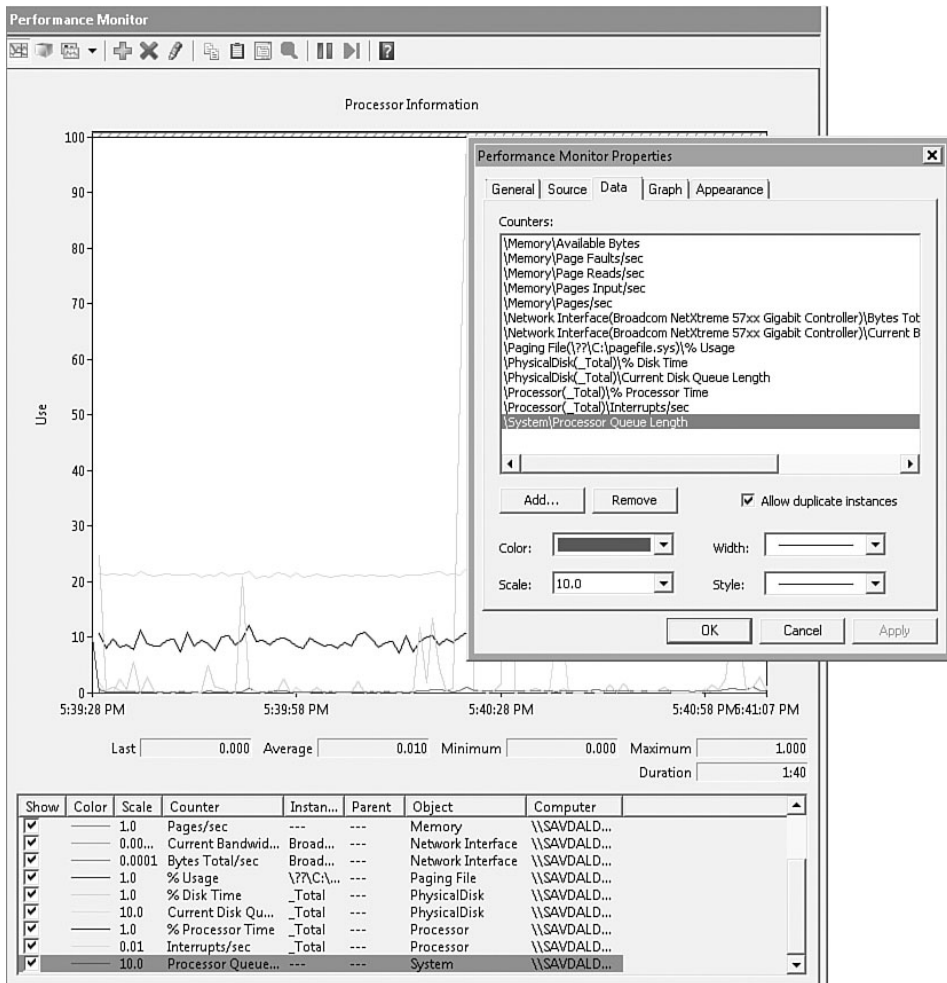 Performance Monitor
Processor Information
100
90
80
70
60
50
40
30
20
10
0
Use
5:39:28 PM 5:39:58 PM 5:40:28 PM 5:40:58 PM 5:41:07 PM
Last 0.000 Average 0.010 Minimum 0.000 Maximum 1.000
Duration 1:40
Show Color Scale Counter Instan... Parent Object Computer
1.0 Pages/sec --- --- Memory \\SAVDALD...
0.00... Current Bandwid... Broad... --- Network Interface \\SAVDALD...
0.0001 Bytes Total/sec Broad... --- Network Interface \\SAVDALD...
1.0 % Usage \??\C:\... --- Paging File \\SAVDALD...
1.0 % Disk Time _Total --- PhysicalDisk \\SAVDALD...
10.0 Current Disk Qu... _Total --- PhysicalDisk \\SAVDALD...
1.0 % Processor Time _Total --- Processor \\SAVDALD...
0.01 Interrupts/sec _Total --- Processor \\SAVDALD...
10.0 Processor Queue... --- --- System \\SAVDALD...
Performance Monitor Properties
General Source Data Graph Appearance
Counters:
\Memory\Available Bytes
\Memory\Page Faults/sec
\Memory\Page Reads/sec
\Memory\Pages Input/sec
\Memory\Pages/sec
\Network Interface(Broadcom NetXtreme 57xx Gigabit Controller)\Bytes Tot
\Network Interface(Broadcom NetXtreme 57xx Gigabit Controller)\Current B
\Paging File(\??\C:\pagefile.sys)\% Usage
\PhysicalDisk(_Total)\% Disk Time
\PhysicalDisk(_Total)\Current Disk Queue Length
\Processor(_Total)\% Processor Time
\Processor(_Total)\Interrupts/sec
\System\Processor Queue Length
Add... Remove Allow duplicate instances
Color: Width:
Scale: 10.0 Style:
OK Cancel Apply